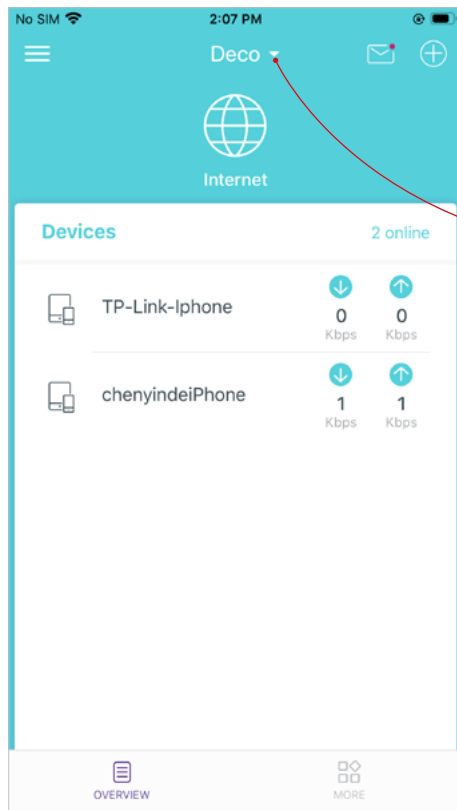 No SIM 2:07 PM
Deco
Internet
Devices 2 online
TP-Link-Iphone 0 0
Kbps Kbps
chenyindeiPhone 1 1
Kbps Kbps
OVERVIEW MORE